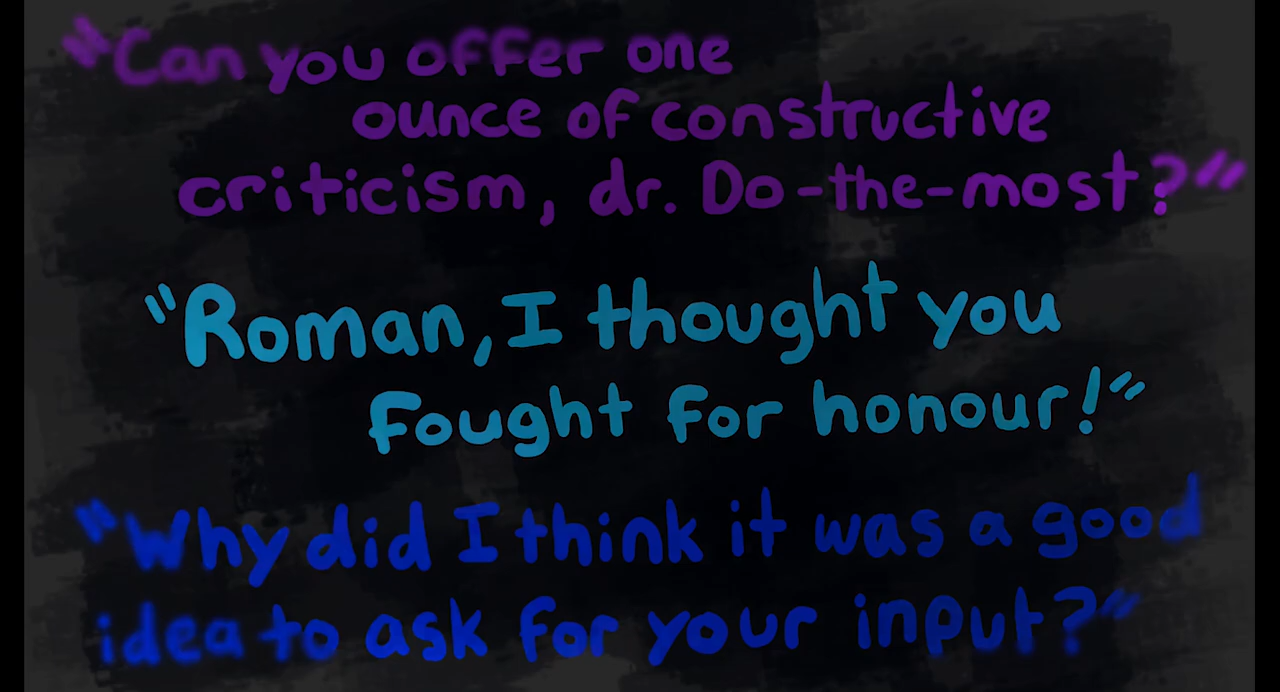 "Can you offer one
ounce of constructive
criticism, dr. Do-the-most?"
"Roman, I thought you
fought for honour!"
"Why did I think it was a good
idea to ask for your input?"